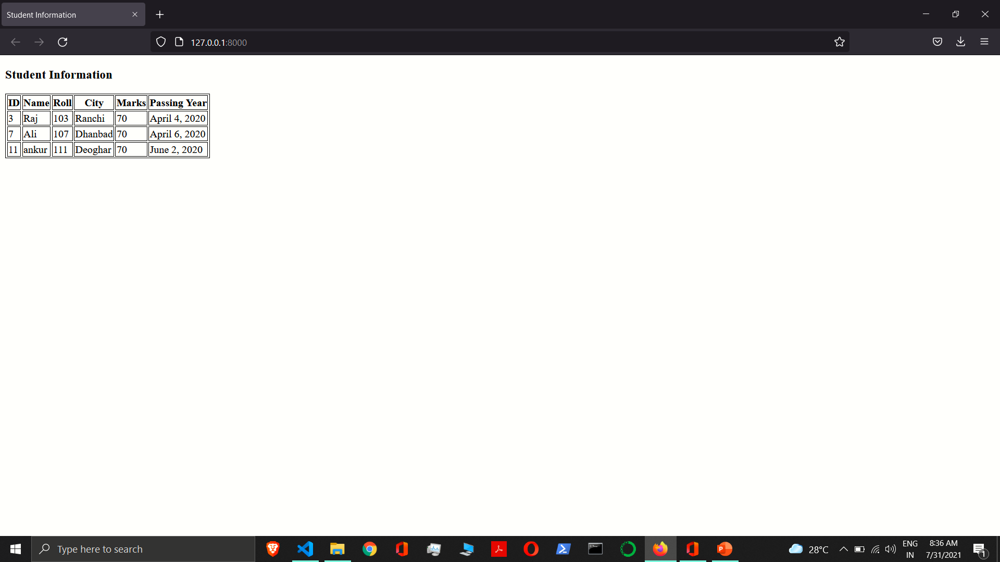 Student Information
127.0.0.1:8000
Student Information
ID Name Roll City Marks Passing Year
3 Raj 103 Ranchi 70 April 4, 2020
7 Ali 107 Dhanbad 70 April 6, 2020
11 ankur 111 Deoghar 70 June 2, 2020
Type here to search
28°C
ENG
IN
8:36 AM
7/31/2021
1